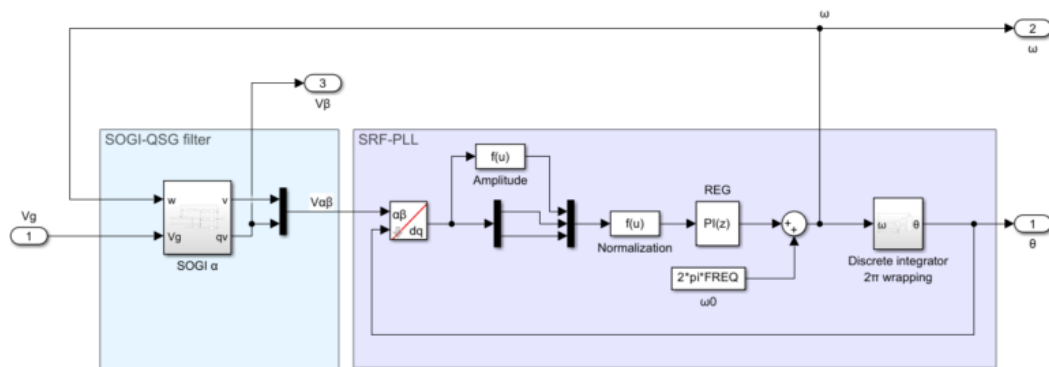 ω
2
ω
3
Vβ
SOGI-QSG filter
SRF-PLL
f(u)
Amplitude
REG
w
v
Vg
qv
SOGI α
Vg
1
Vαβ
αβ
dq
f(u)
Normalization
PI(z)
+
+
ω
θ
Discrete integrator
2π wrapping
1
θ
2*pi*FREQ
ω0